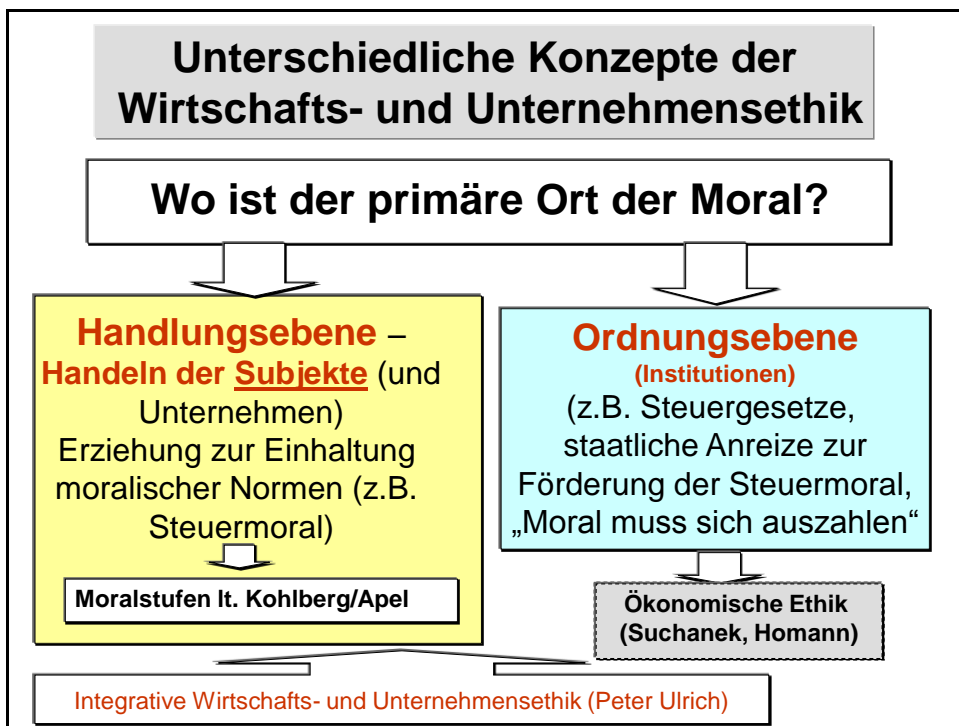 Unterschiedliche Konzepte der
Wirtschafts- und Unternehmensethik
Wo ist der primäre Ort der Moral?
Handlungsebene –
Handeln der Subjekte (und
Unternehmen)
Erziehung zur Einhaltung
moralischer Normen (z.B.
Steuermoral)
Moralstufen lt. Kohlberg/Apel
Ordnungsebene
(Institutionen)
(z.B. Steuergesetze,
staatliche Anreize zur
Förderung der Steuermoral,
„Moral muss sich auszahlen“
Ökonomische Ethik
(Suchanek, Homann)
Integrative Wirtschafts- und Unternehmensethik (Peter Ulrich)